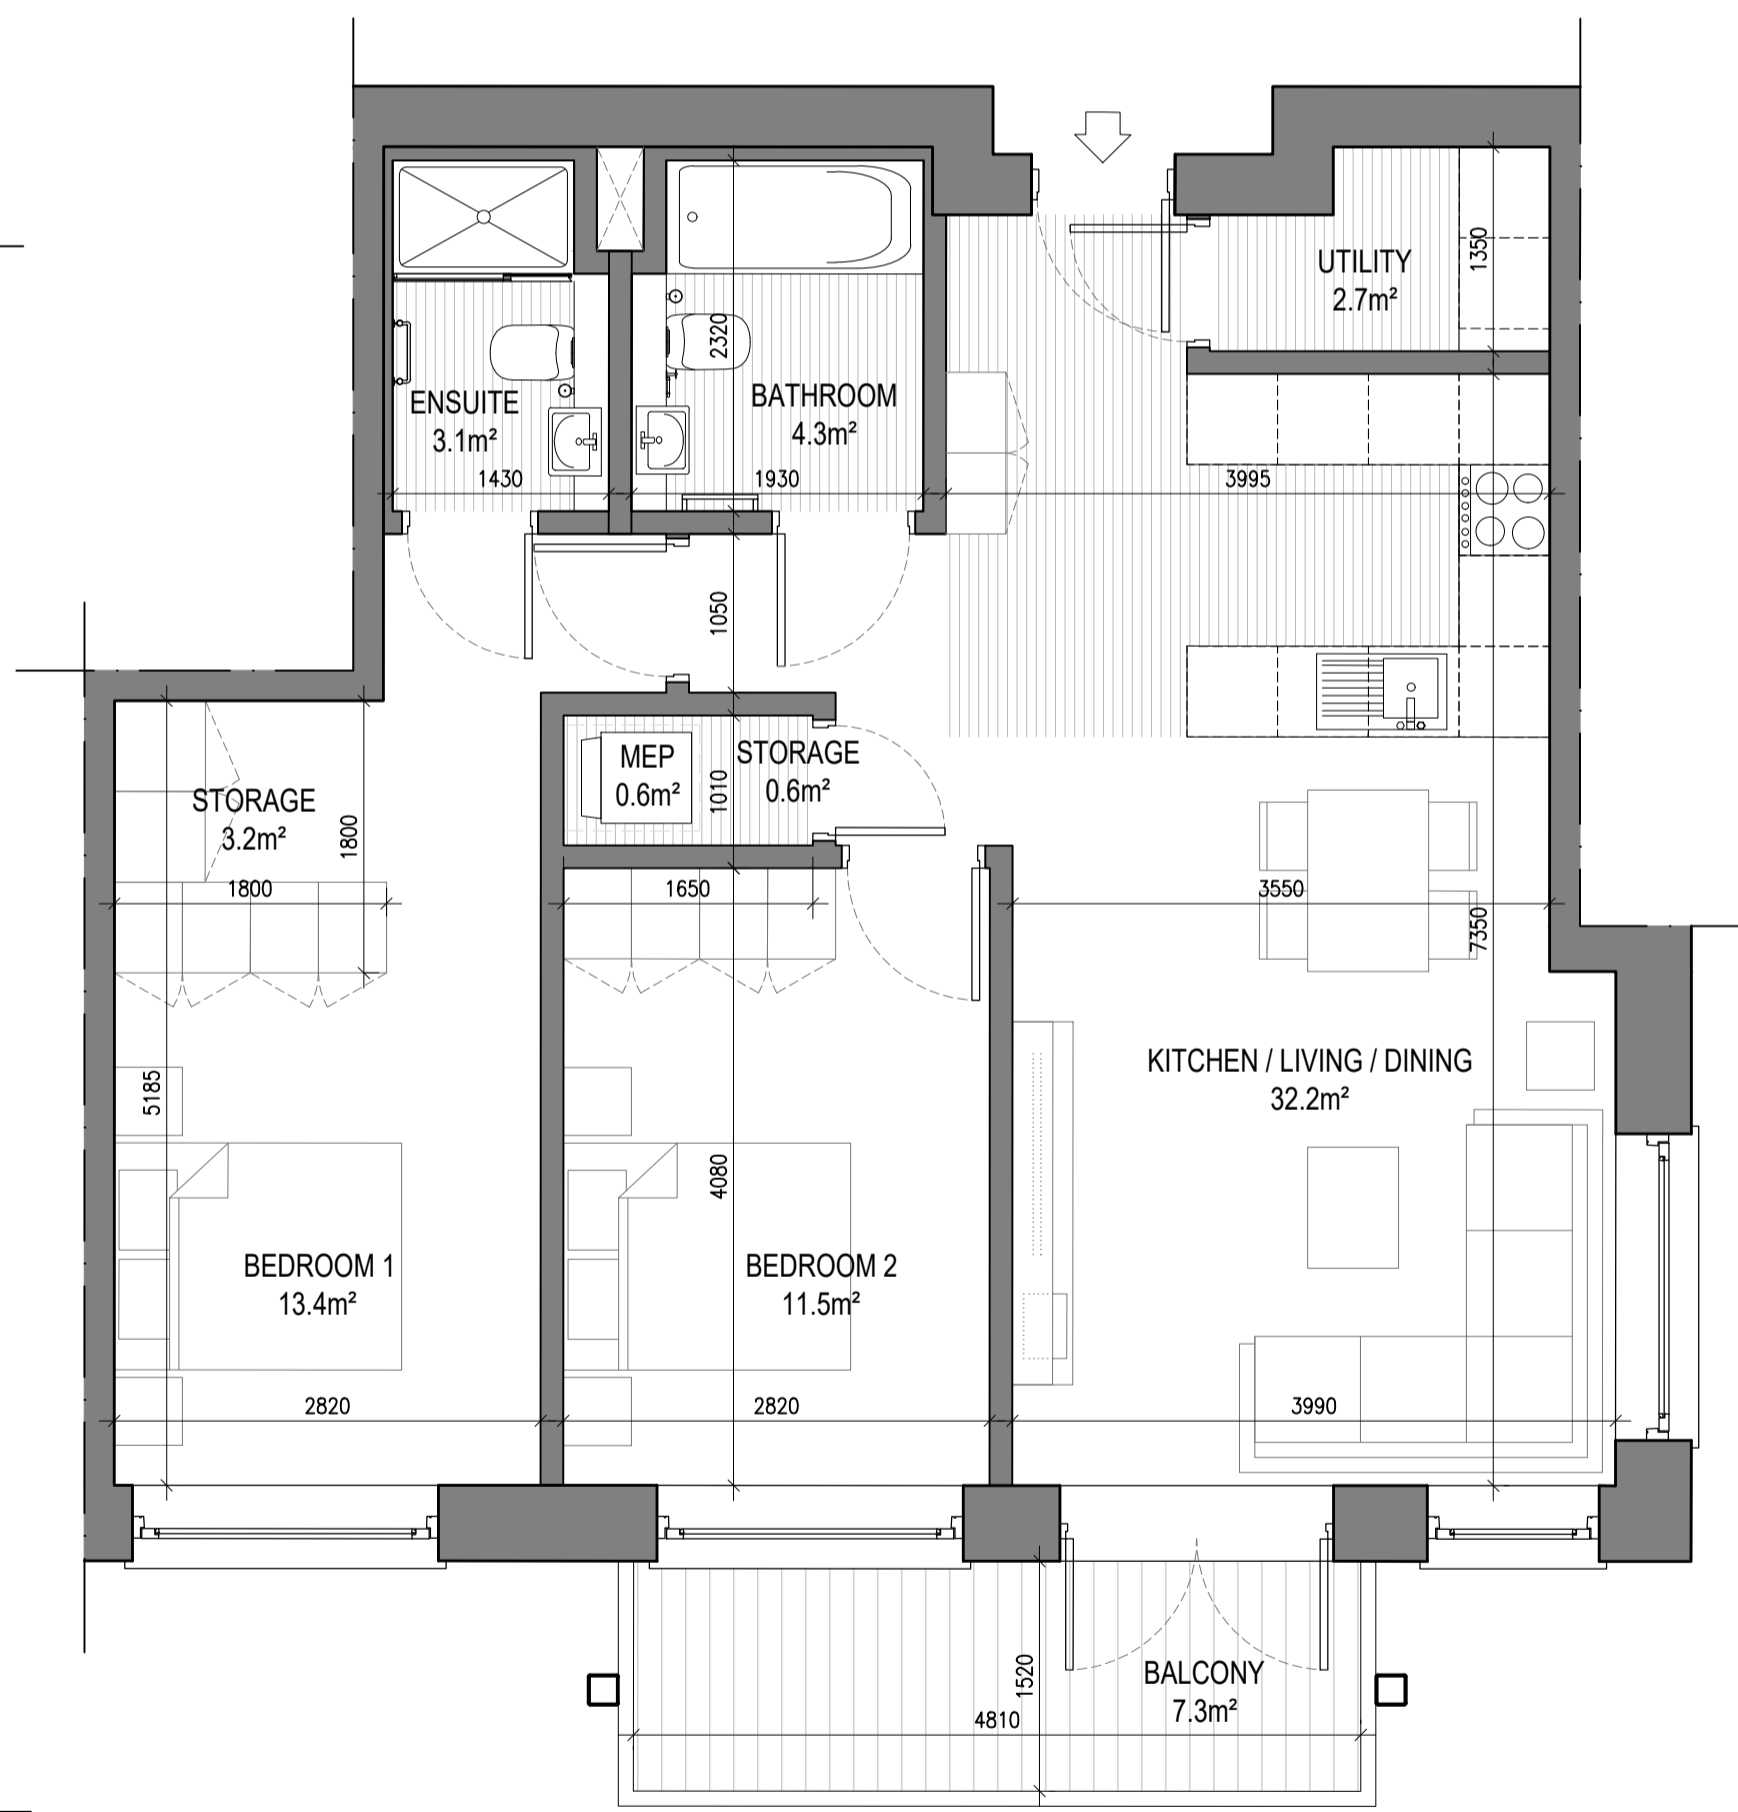 UTILITY
2.7m²
1350
2320
ENSUITE
3.1m²
BATHROOM
4.3m²
1430
1930
3995
1050
MEP
0.6m²
STORAGE
0.6m²
1010
STORAGE
3.2m²
1800
1800
1650
3550
7350
KITCHEN / LIVING / DINING
32.2m²
5185
4080
BEDROOM 1
13.4m²
BEDROOM 2
11.5m²
2820
2820
3990
BALCONY
7.3m²
1520
4810